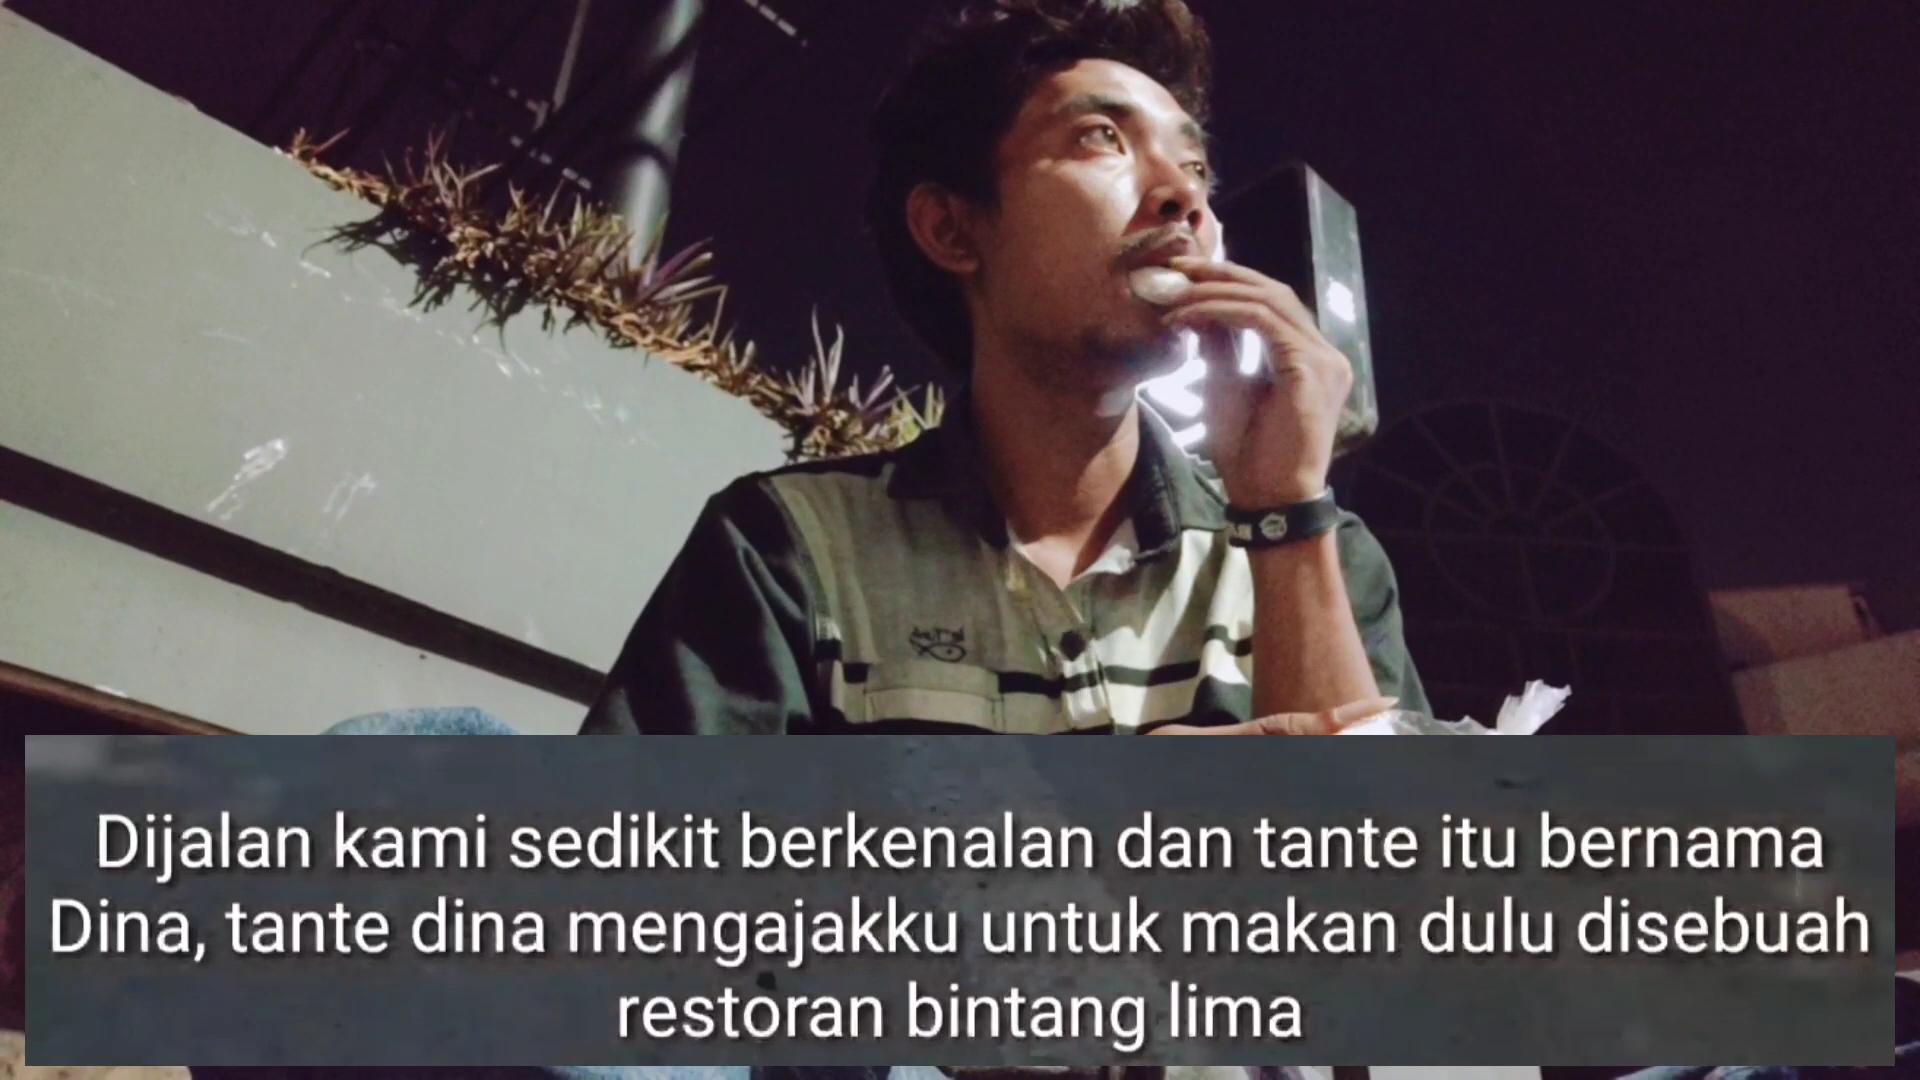 Dijalan kami sedikit berkenalan dan tante itu bernama
Dina, tante dina mengajakku untuk makan dulu disebuah
restoran bintang lima